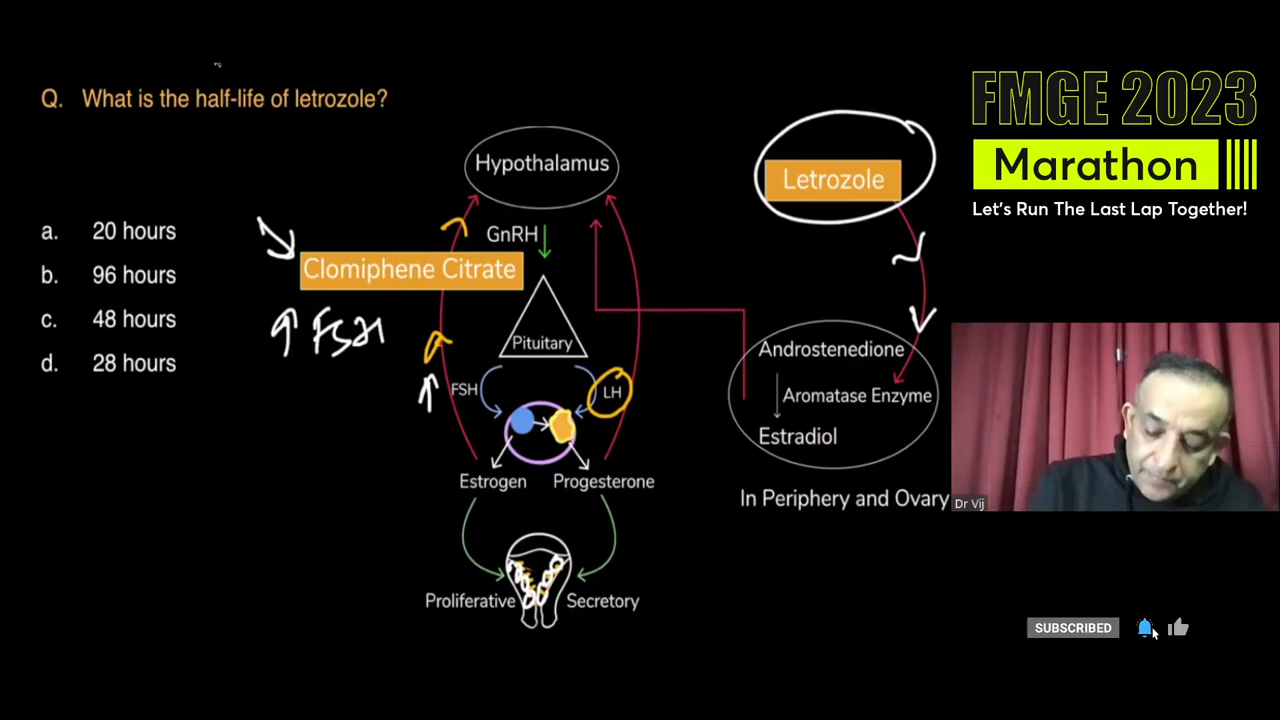 Q. What is the half-life of letrozole?
a. 20 hours
b. 96 hours
c. 48 hours
d. 28 hours
Hypothalamus
GnRH
Clomiphene Citrate
↑ FSH
Pituitary
↑ FSH
LH
Estrogen
Progesterone
Proliferative
Secretory
Letrozole
Androstenedione
Aromatase Enzyme
Estradiol
In Periphery and Ovary
FMGE 2023
Marathon
Let's Run The Last Lap Together!
Dr Vij
SUBSCRIBED